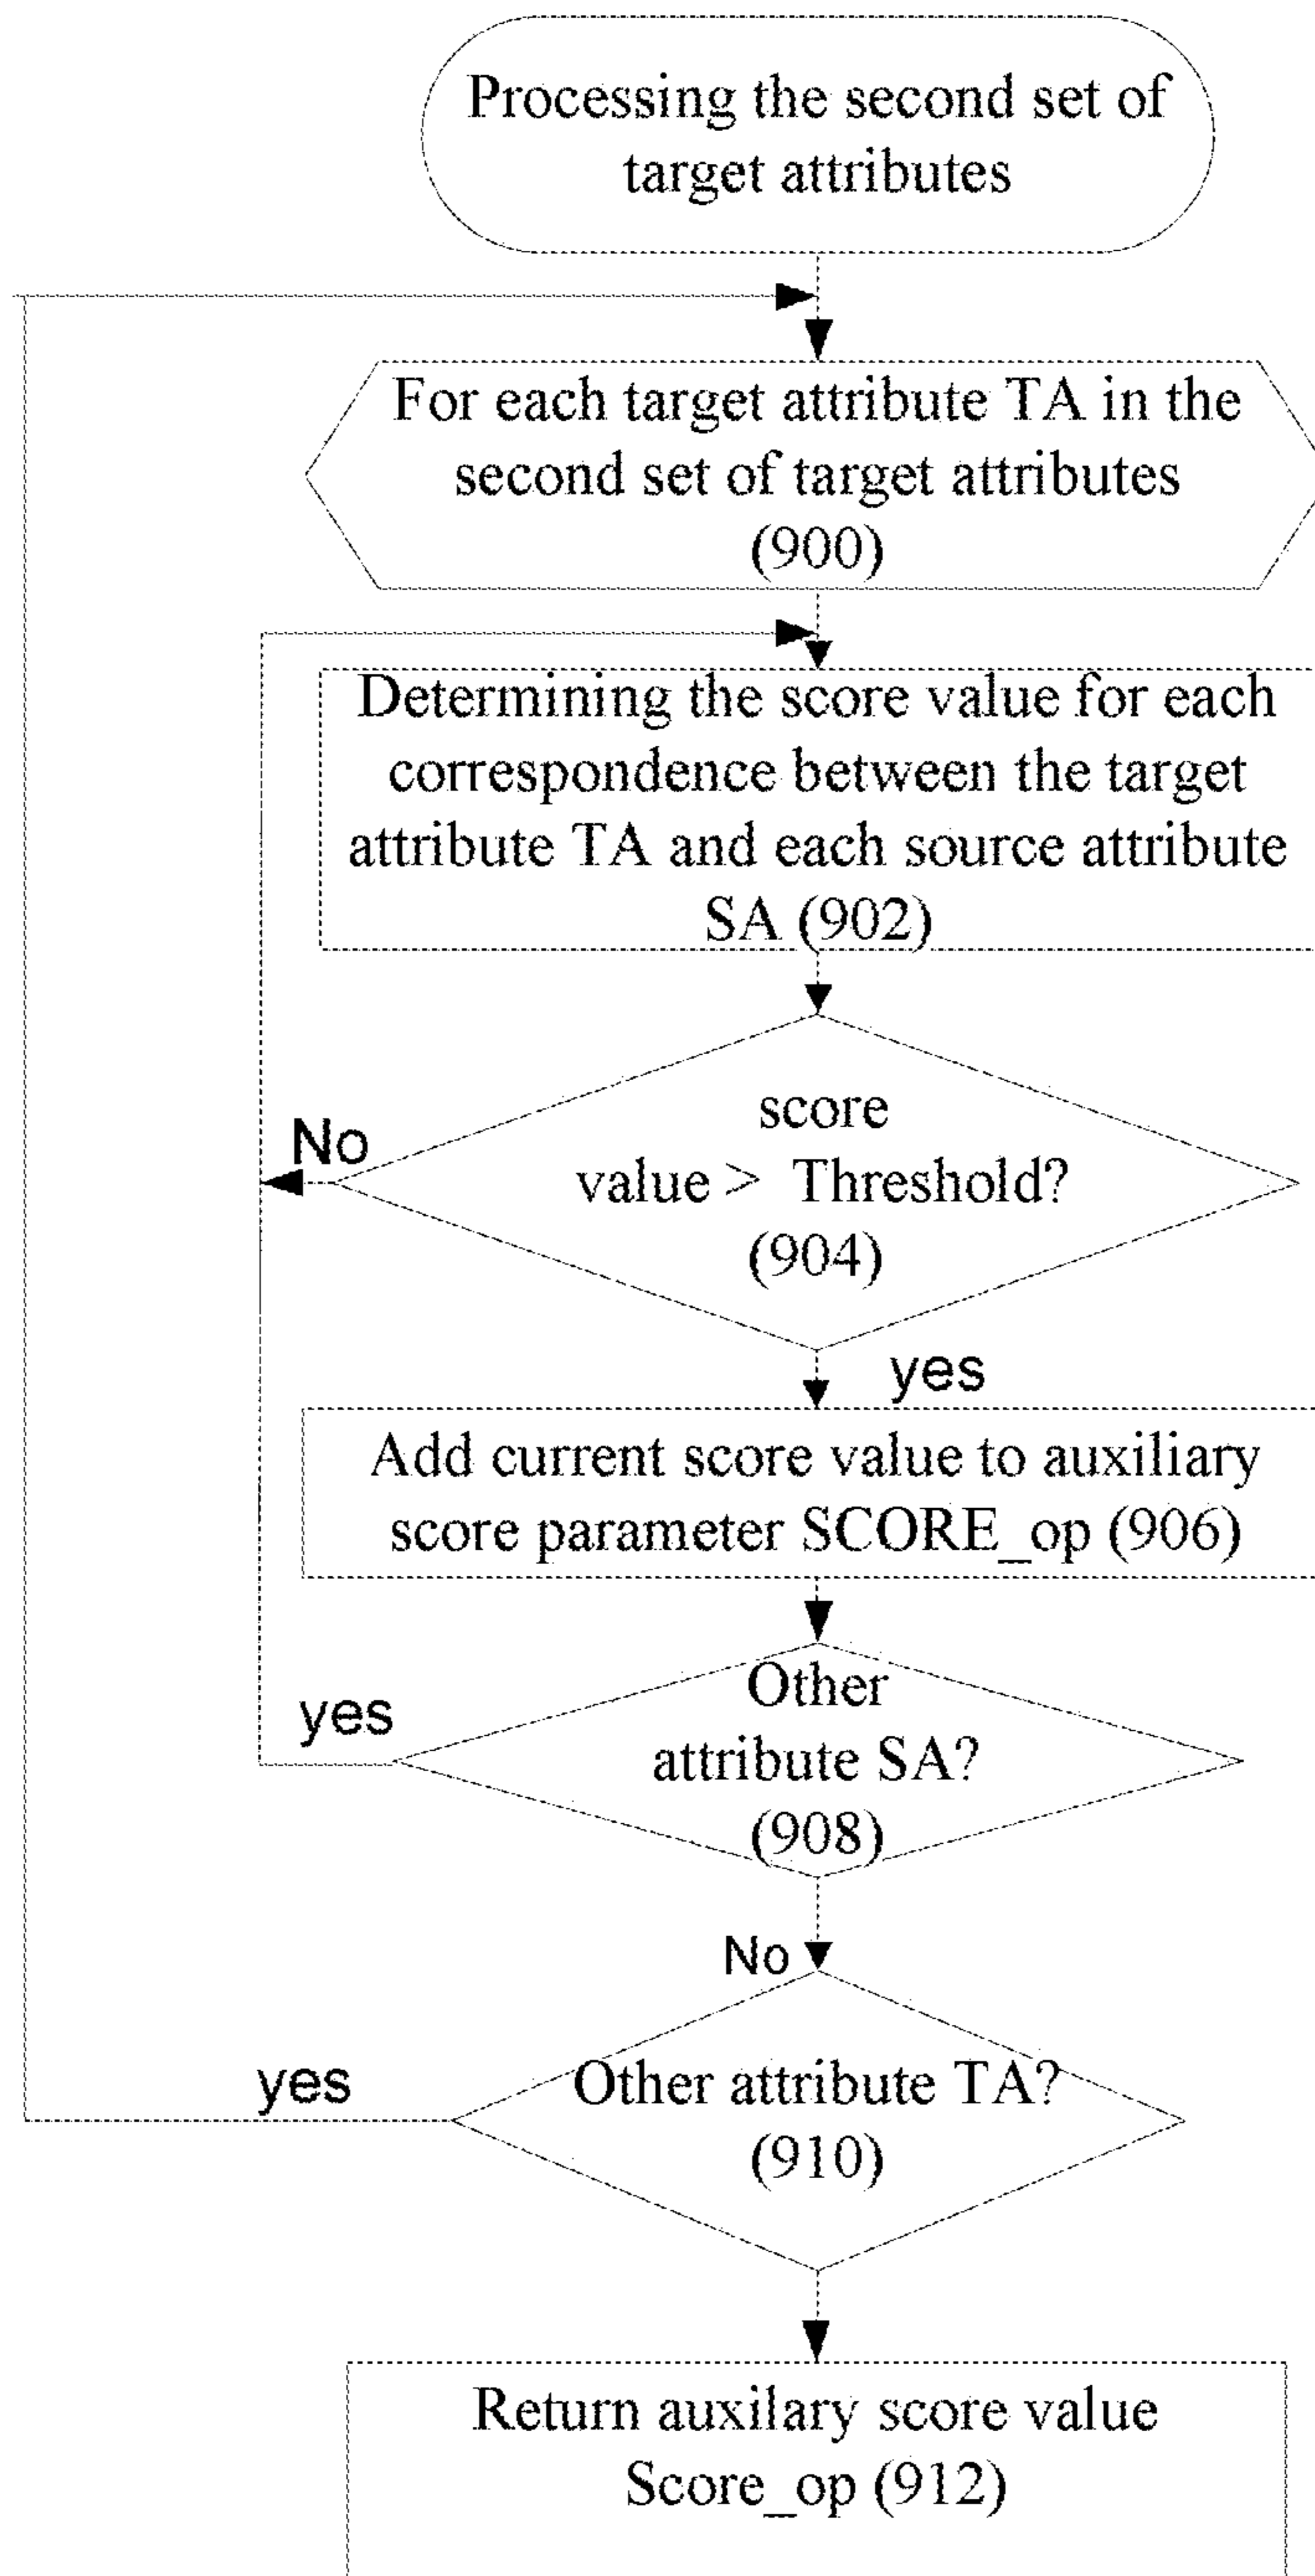 Processing the second set of
target attributes
For each target attribute TA in the
second set of target attributes
(900)
Determining the score value for each
correspondence between the target
attribute TA and each source attribute
SA (902)
score
value > Threshold?
(904)
No
yes
Add current score value to auxiliary
score parameter SCORE_op (906)
Other
attribute SA?
(908)
yes
No
Other attribute TA?
(910)
yes
Return auxilary score value
Score_op (912)